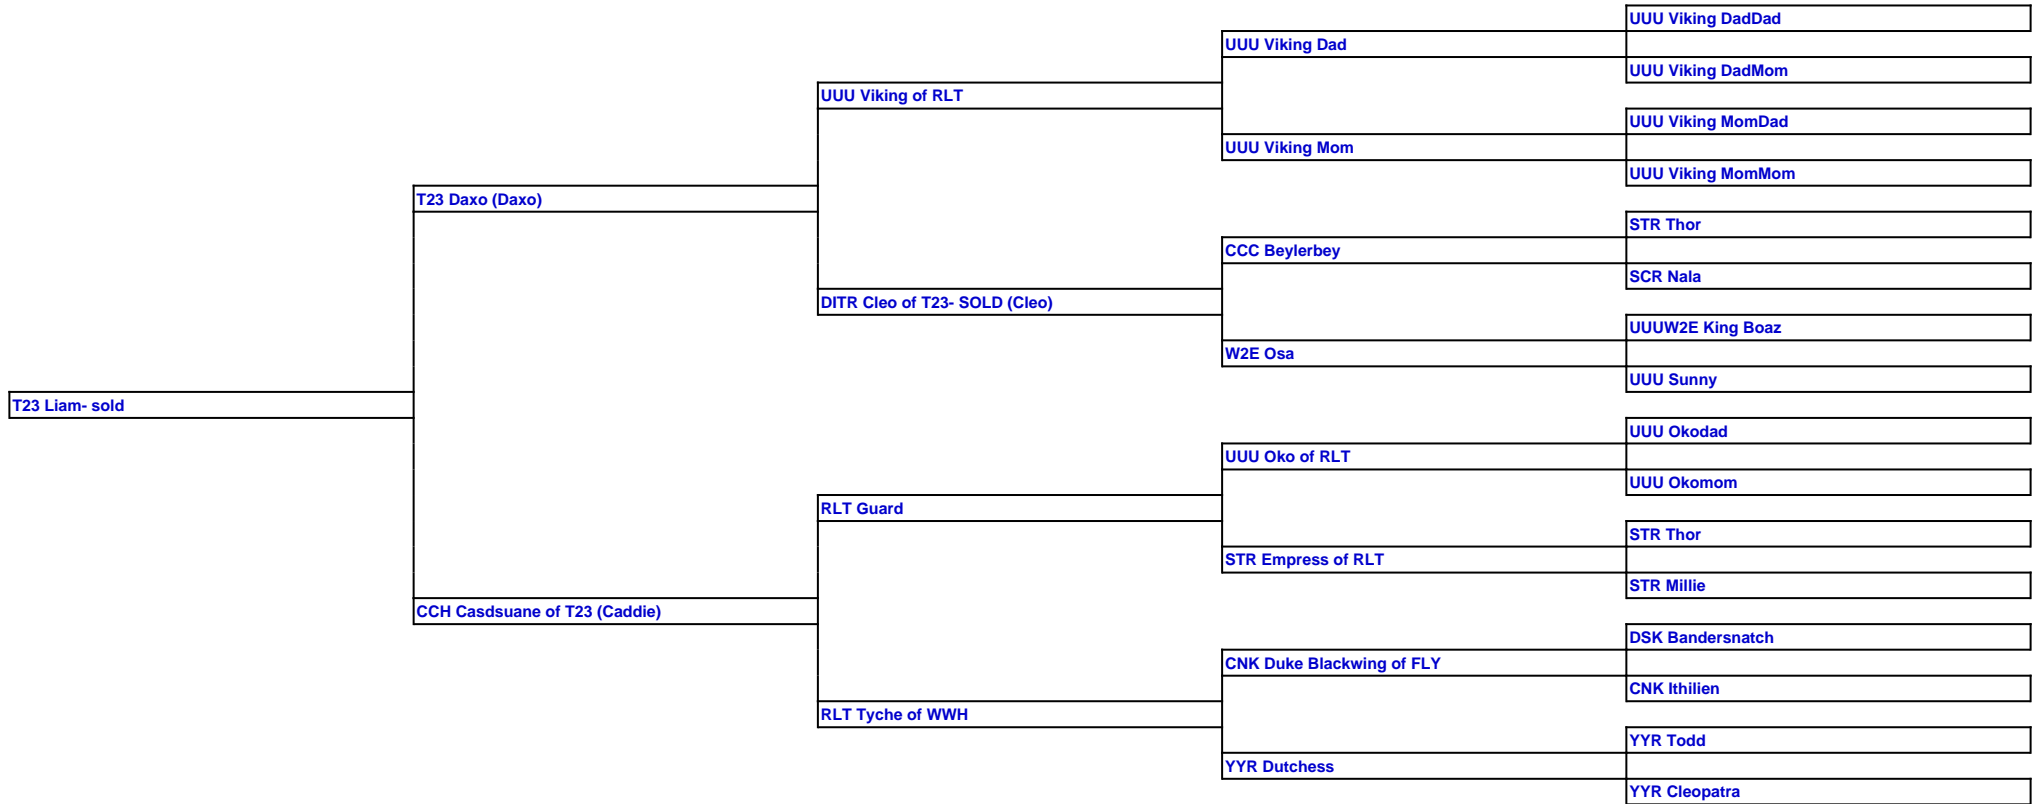 UUU Viking DadDad
UUU Viking Dad
UUU Viking DadMom
UUU Viking of RLT
UUU Viking MomDad
UUU Viking Mom
UUU Viking MomMom
T23 Daxo (Daxo)
STR Thor
CCC Beylerbey
SCR Nala
DITR Cleo of T23- SOLD (Cleo)
UUUW2E King Boaz
W2E Osa
UUU Sunny
T23 Liam- sold
UUU Okodad
UUU Oko of RLT
UUU Okomom
RLT Guard
STR Thor
STR Empress of RLT
STR Millie
CCH Casdsuane of T23 (Caddie)
DSK Bandersnatch
CNK Duke Blackwing of FLY
CNK Ithilien
RLT Tyche of WWH
YYR Todd
YYR Dutchess
YYR Cleopatra